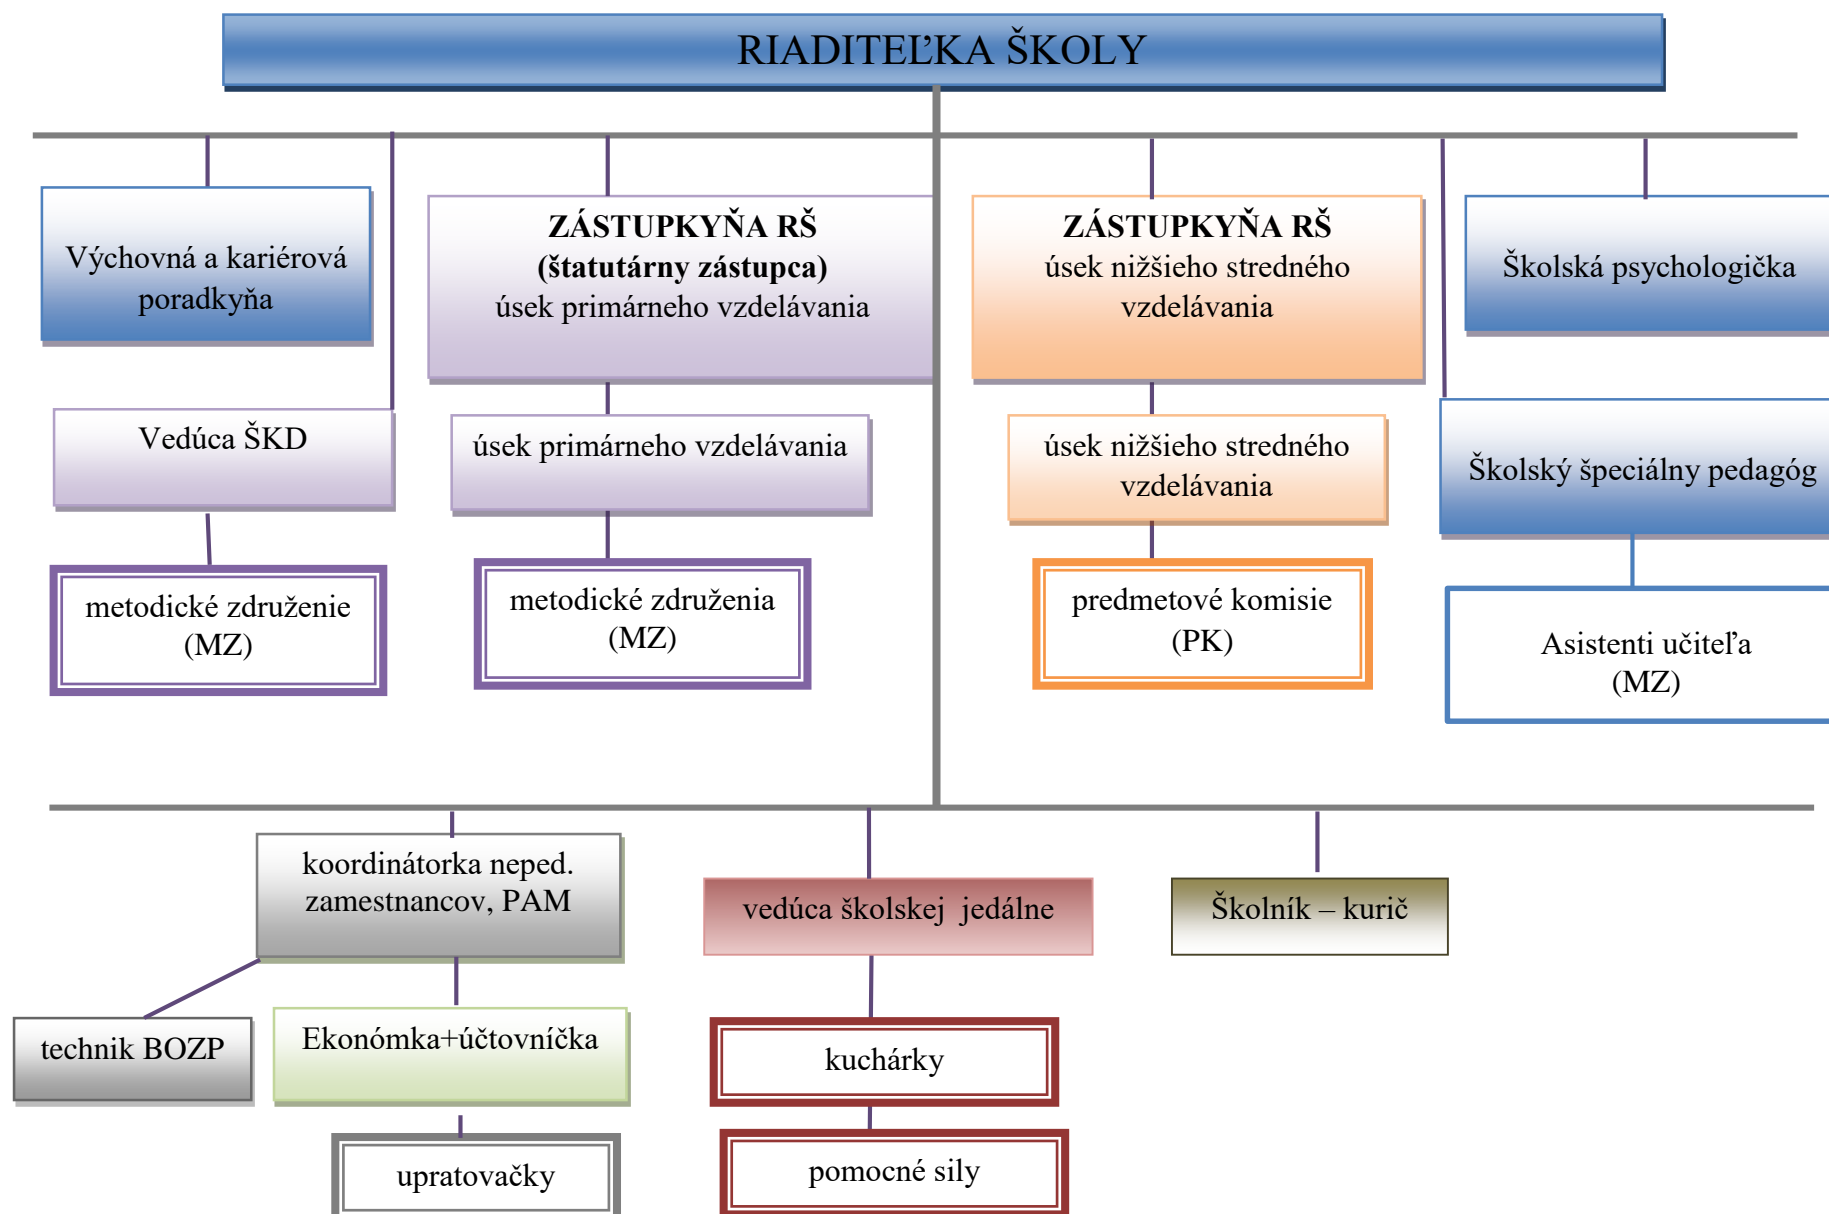 RIADITEĽKA ŠKOLY
Výchovná a kariérová
poradkyňa
ZÁSTUPKYŇA RŠ
(štatutárny zástupca)
úsek primárneho vzdelávania
ZÁSTUPKYŇA RŠ
úsek nižšieho stredného
vzdelávania
Školská psychologička
Vedúca ŠKD
úsek primárneho vzdelávania
úsek nižšieho stredného
vzdelávania
Školský špeciálny pedagóg
metodické združenie
(MZ)
metodické združenia
(MZ)
predmetové komisie
(PK)
Asistenti učiteľa
(MZ)
koordinátorka neped.
zamestnancov, PAM
vedúca školskej  jedálne
Školník – kurič
technik BOZP
Ekonómka+účtovníčka
kuchárky
upratovačky
pomocné sily